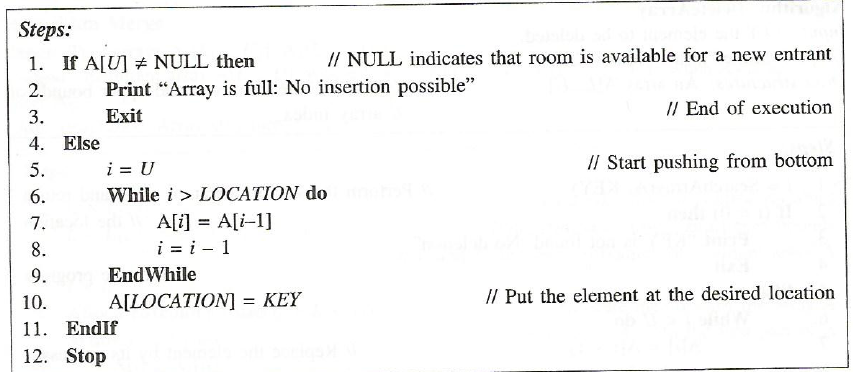 Steps:
1. If A[U] ≠ NULL then // NULL indicates that room is available for a new entrant
2. Print “Array is full: No insertion possible”
3. Exit // End of execution
4. Else
5. i = U // Start pushing from bottom
6. While i > LOCATION do
7. A[i] = A[i–1]
8. i = i – 1
9. EndWhile
10. A[LOCATION] = KEY // Put the element at the desired location
11. EndIf
12. Stop